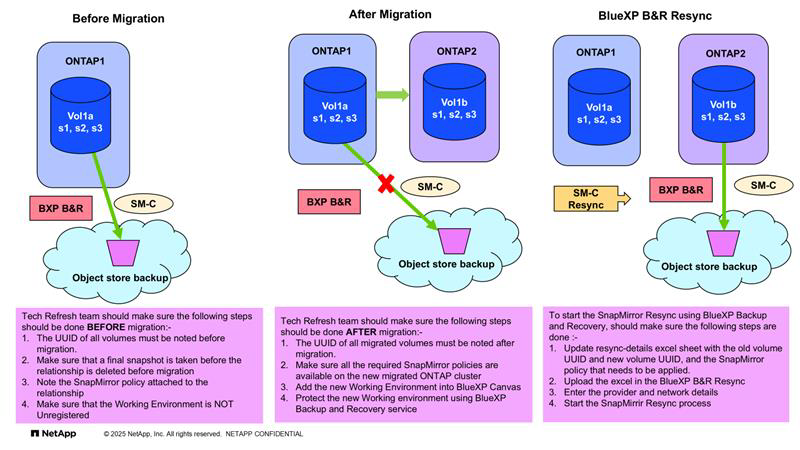 Before Migration
ONTAP1
Vol1a
s1, s2, s3
BXP B&R
SM-C
Object store backup
Tech Refresh team should make sure the following steps
should be done BEFORE migration:-
1. The UUID of all volumes must be noted before
migration.
2. Make sure that a final snapshot is taken before the
relationship is deleted before migration
3. Note the SnapMirror policy attached to the
relationship
4. Make sure that the Working Environment is NOT
Unregistered
After Migration
ONTAP1
ONTAP2
Vol1a
s1, s2, s3
Vol1b
s1, s2, s3
SM-C
BXP B&R
Object store backup
Tech Refresh team should make sure the following steps
should be done AFTER migration:-
1. The UUID of all migrated volumes must be noted after
migration.
2. Make sure all the required SnapMirror policies are
available on the new migrated ONTAP cluster
3. Add the new Working Environment into BlueXP Canvas
4. Protect the new Working environment using BlueXP
Backup and Recovery service
BlueXP B&R Resync
ONTAP1
ONTAP2
Vol1a
s1, s2, s3
Vol1b
s1, s2, s3
SM-C
Resync
BXP B&R
SM-C
Object store backup
To start the SnapMirror Resync using BlueXP Backup
and Recovery, should make sure the following steps are
done :-
1. Update resync-details excel sheet with the old volume
UUID and new volume UUID, and the SnapMirror
policy that needs to be applied.
2. Upload the excel in the BlueXP B&R Resync
3. Enter the provider and network details
4. Start the SnapMirrir Resync process
NetApp
© 2025 NetApp, Inc. All rights reserved. NETAPP CONFIDENTIAL